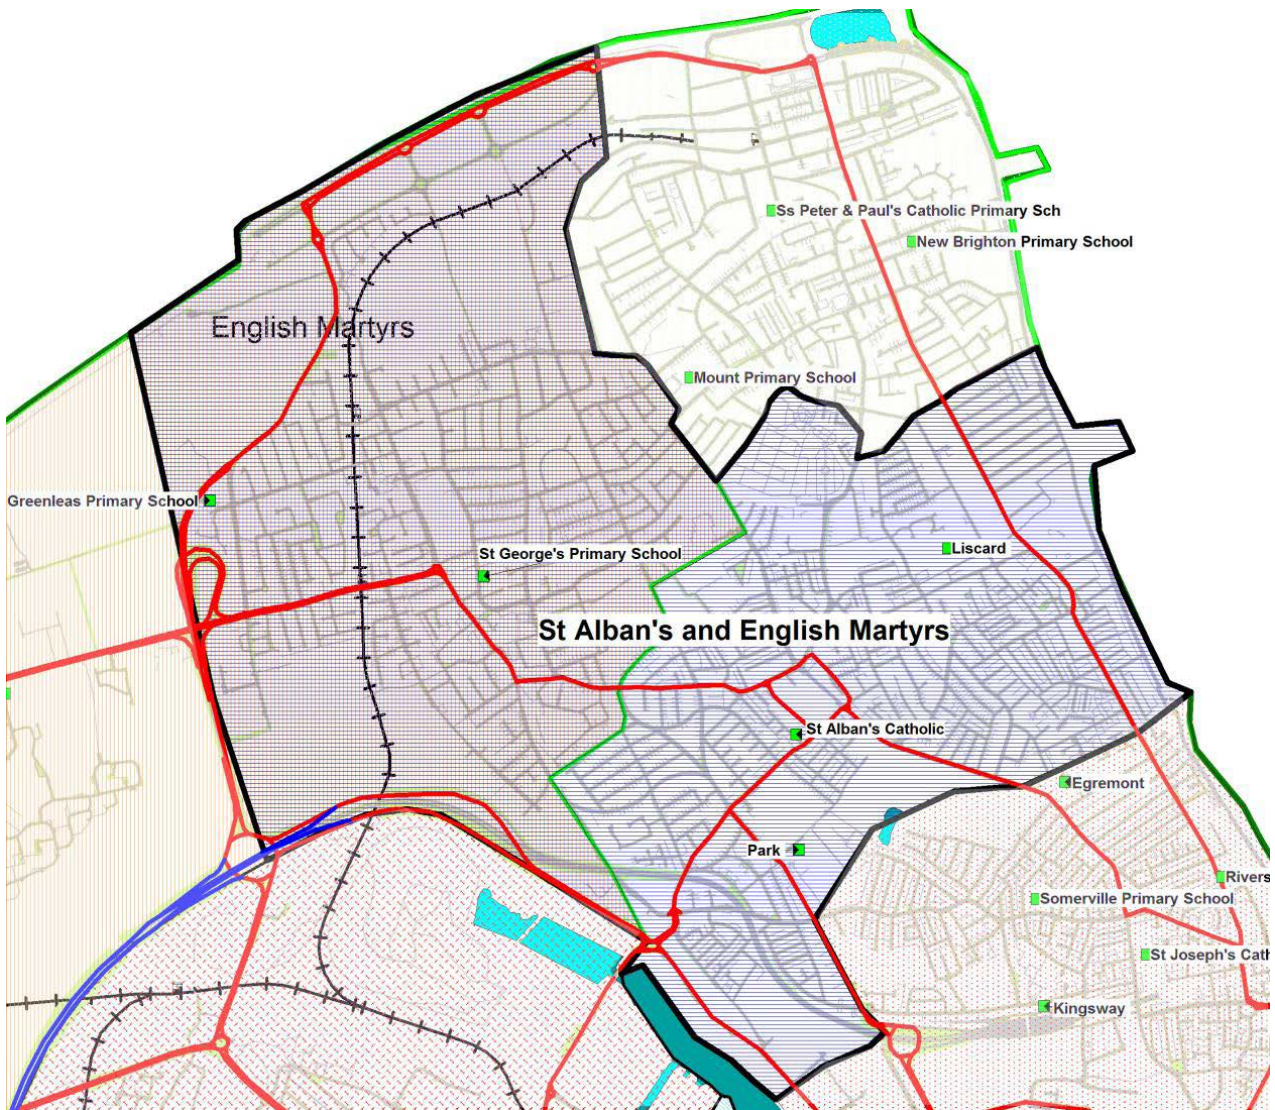 Ss Peter & Paul's Catholic Primary Sch
New Brighton Primary School
English Martyrs
Mount Primary School
Greenleas Primary School
St George's Primary School
Liscard
St Alban's and English Martyrs
St Alban's Catholic
Egremont
Park
Rivers
Somerville Primary School
St Joseph's Cath
Kingsway